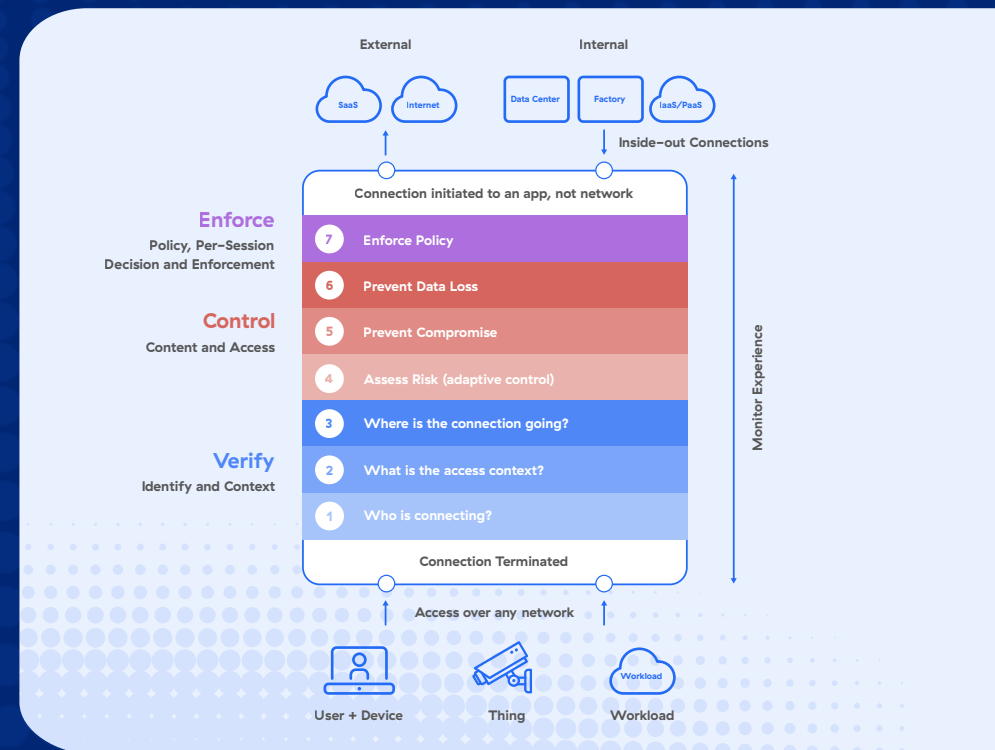 External
Internal
SaaS
Internet
Data Center
Factory
IaaS/PaaS
Inside-out Connections
Connection initiated to an app, not network
Enforce
Policy, Per-Session
Decision and Enforcement
7
Enforce Policy
6
Prevent Data Loss
Control
Content and Access
5
Prevent Compromise
4
Assess Risk (adaptive control)
3
Where is the connection going?
Verify
Identify and Context
2
What is the access context?
1
Who is connecting?
Monitor Experience
Connection Terminated
Access over any network
Workload
User + Device
Thing
Workload